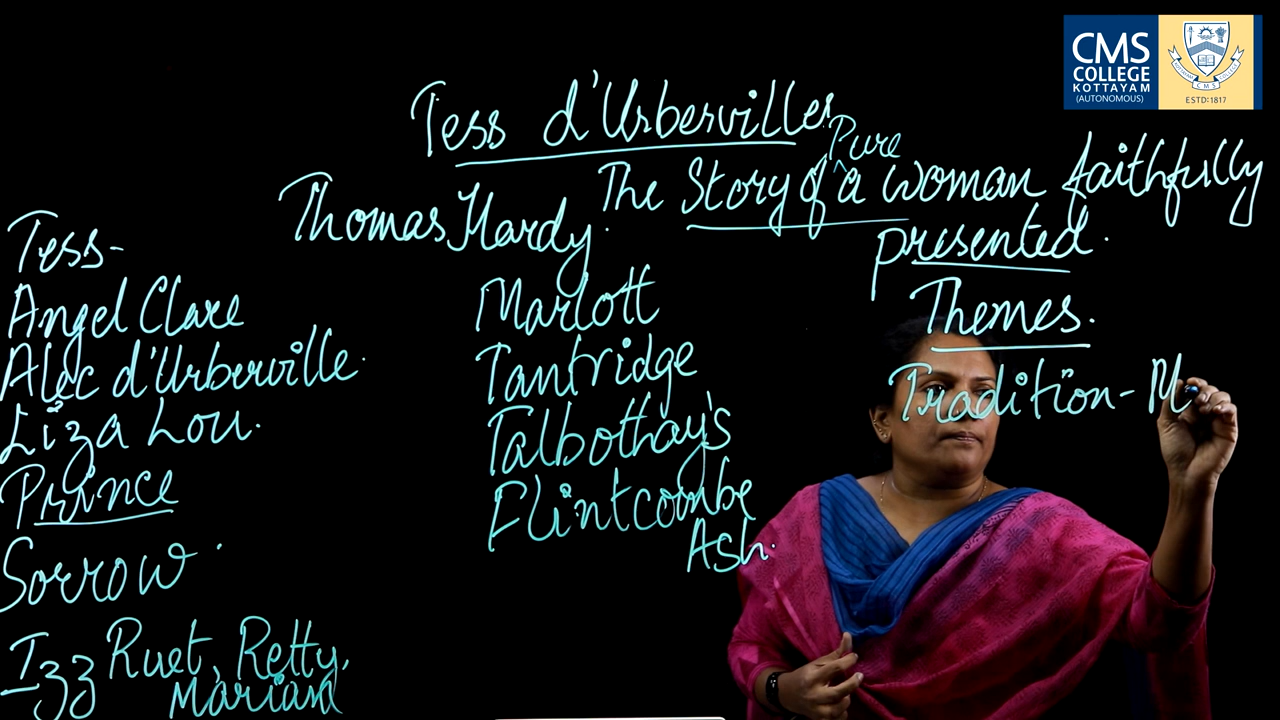 CMS
COLLEGE
KOTTAYAM
(AUTONOMOUS)
ESTD:1817
Tess d'Urbervilles
Pure
The Story of a woman faithfully
presented.
Thomas Hardy.
Tess-
Angel Clare
Alec d'Urberville.
Liza Lou.
Prince
Sorrow.
Izz Ruet, Retty,
Marian
Marlott
Tantridge
Talbothay's
Flintcombe
Ash.
Themes.
Tradition - M